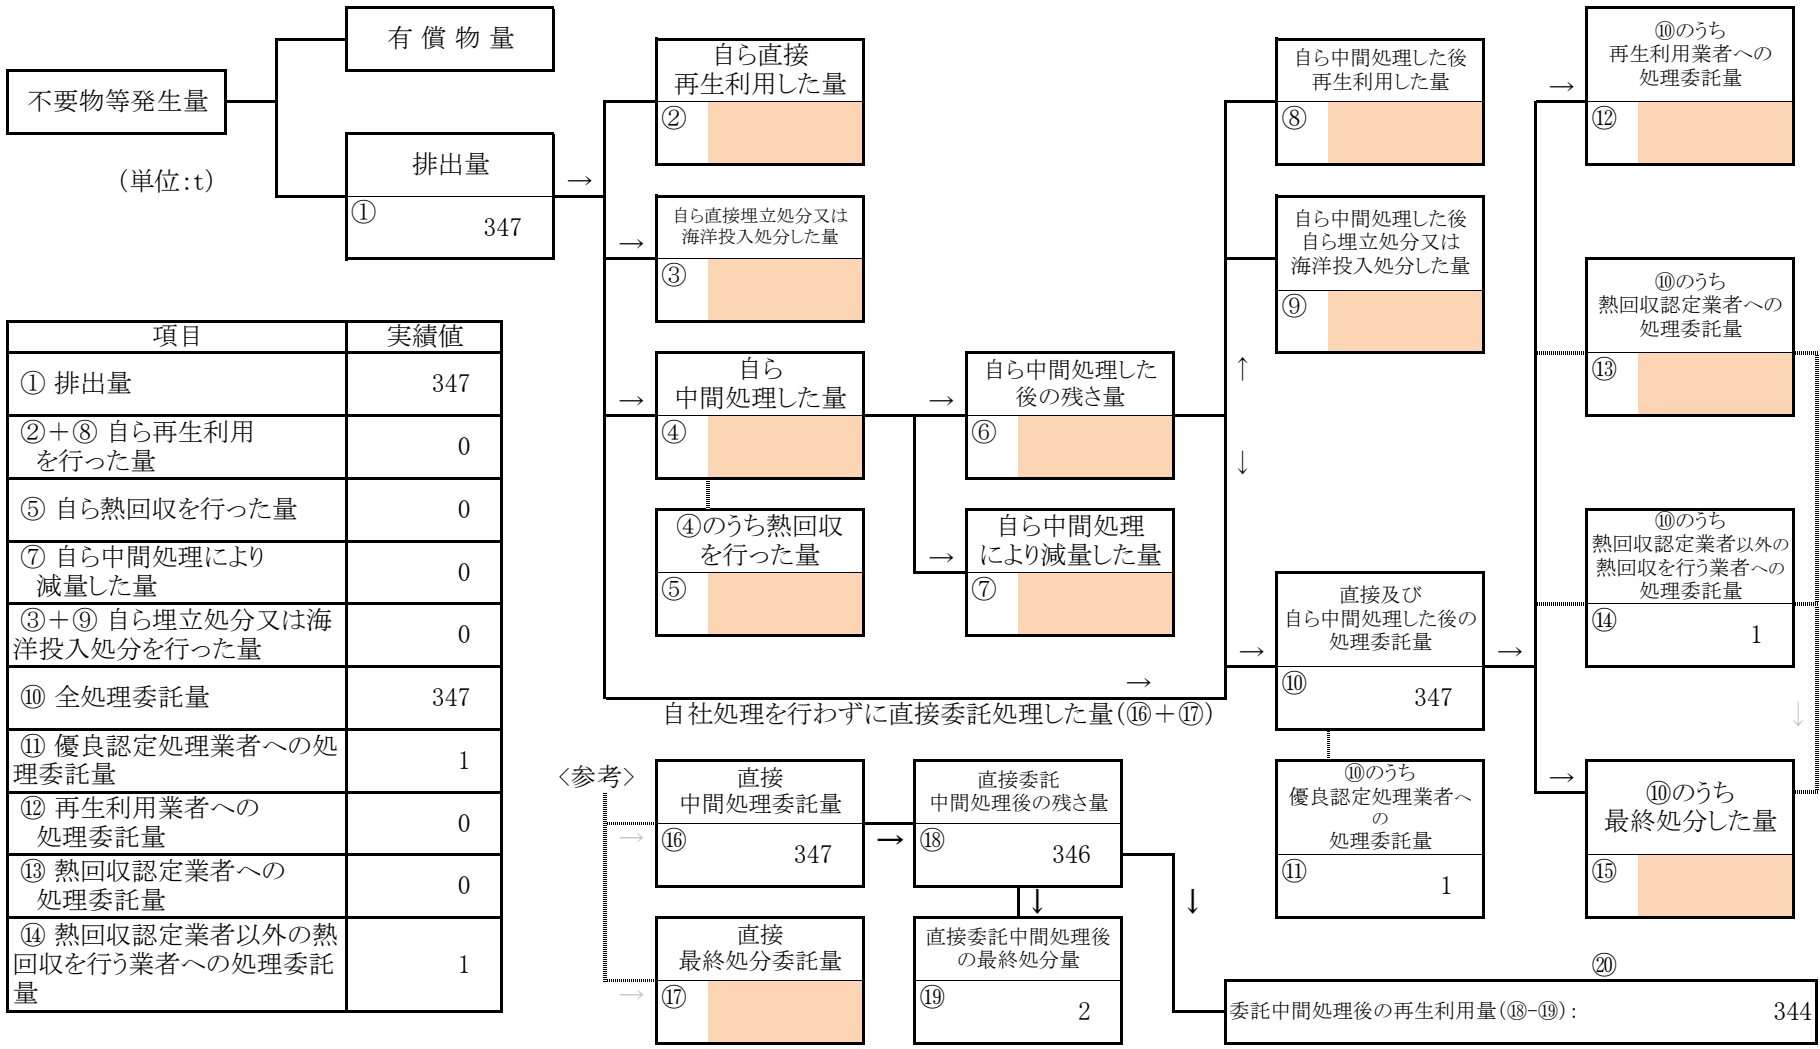 有 償 物 量
不要物等発生量
(単位:t)
排出量
①
347
→
自ら直接
再生利用した量
②
→
自ら直接埋立処分又は
海洋投入処分した量
③
→
自ら
中間処理した量
④
④のうち熱回収
を行った量
⑤
→
自ら中間処理した
後の残さ量
⑥
→
自ら中間処理
により減量した量
⑦
自ら中間処理した後
再生利用した量
⑧
自ら中間処理した後
自ら埋立処分又は
海洋投入処分した量
⑨
↑
↓
→
直接及び
自ら中間処理した後の
処理委託量
⑩
347
→
⑩のうち
優良認定処理業者へ
の
処理委託量
⑪
1
→
⑩のうち
再生利用業者への
処理委託量
⑫
⑩のうち
熱回収認定業者への
処理委託量
⑬
⑩のうち
熱回収認定業者以外の
熱回収を行う業者への
処理委託量
⑭
1
↓
→
⑩のうち
最終処分した量
⑮
→
自社処理を行わずに直接委託処理した量(⑯+⑰)
<参考>
→
直接
中間処理委託量
⑯
347
→
直接
最終処分委託量
⑰
→
直接委託
中間処理後の残さ量
⑱
346
↓
直接委託中間処理後
の最終処分量
⑲
2
↓
⑳
委託中間処理後の再生利用量(⑱-⑲):
344
項目 実績値
① 排出量 347
②+⑧ 自ら再生利用
を行った量 0
⑤ 自ら熱回収を行った量 0
⑦ 自ら中間処理により
減量した量 0
③+⑨ 自ら埋立処分又は海
洋投入処分を行った量 0
⑩ 全処理委託量 347
⑪ 優良認定処理業者への処
理委託量 1
⑫ 再生利用業者への
処理委託量 0
⑬ 熱回収認定業者への
処理委託量 0
⑭ 熱回収認定業者以外の熱
回収を行う業者への処理委託
量 1